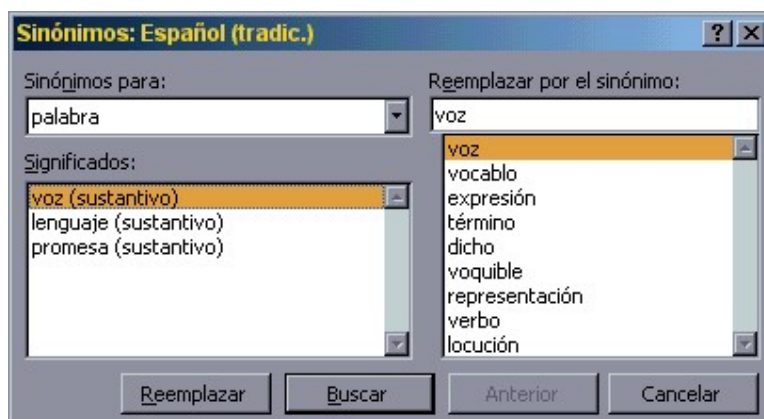 Sinónimos: Español (tradic.)
Sinónimos para:
palabra
Significados:
voz (sustantivo)
lenguaje (sustantivo)
promesa (sustantivo)
Reemplazar por el sinónimo:
voz
voz
vocablo
expresión
término
dicho
voquible
representación
verbo
locución
Reemplazar
Buscar
Anterior
Cancelar